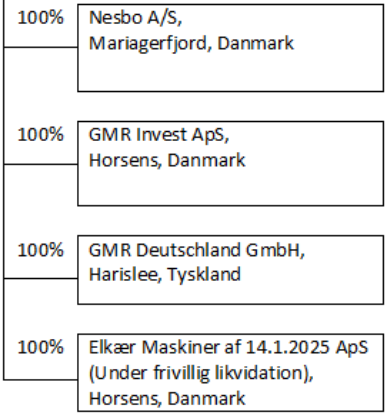 100% Nesbo A/S,
Mariagerfjord, Danmark
100% GMR Invest ApS,
Horsens, Danmark
100% GMR Deutschland GmbH,
Harislee, Tyskland
100% Elkær Maskiner af 14.1.2025 ApS
(Under frivillig likvidation),
Horsens, Danmark